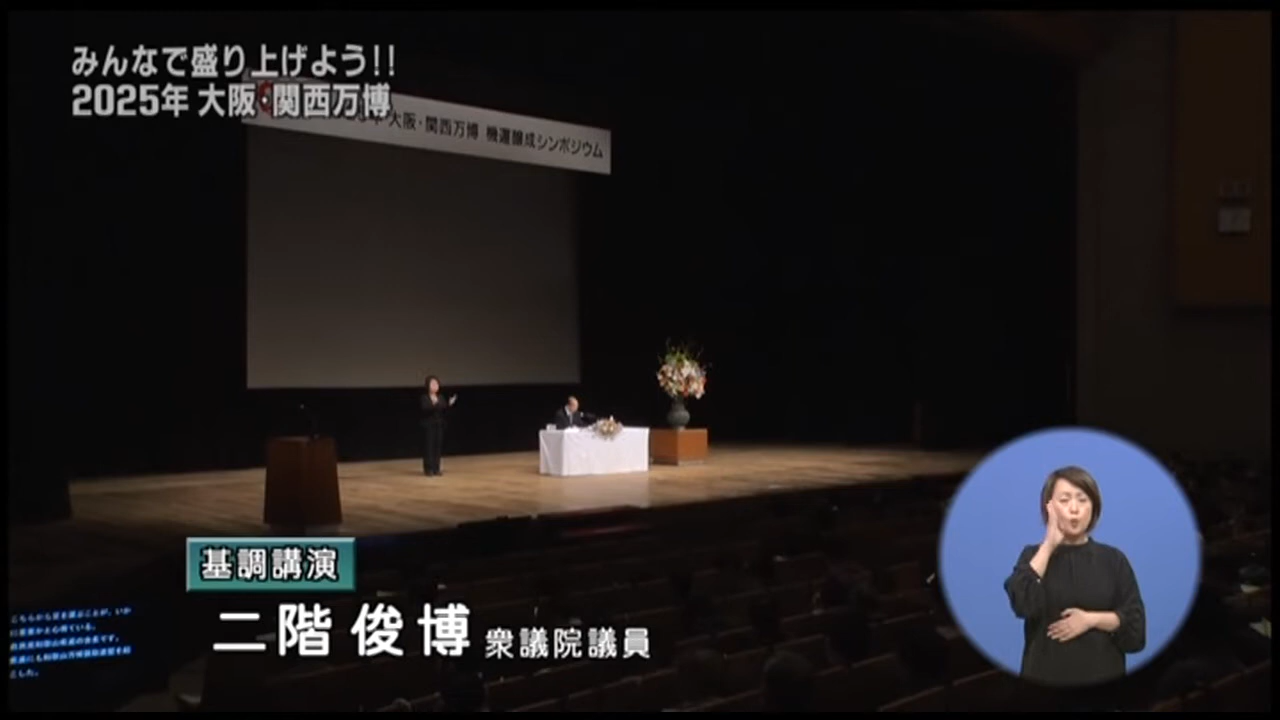 みんなで盛り上げよう!!
2025年 大阪・関西万博
大阪・関西万博 機運醸成シンポジウム
基調講演
二階 俊博 衆議院議員